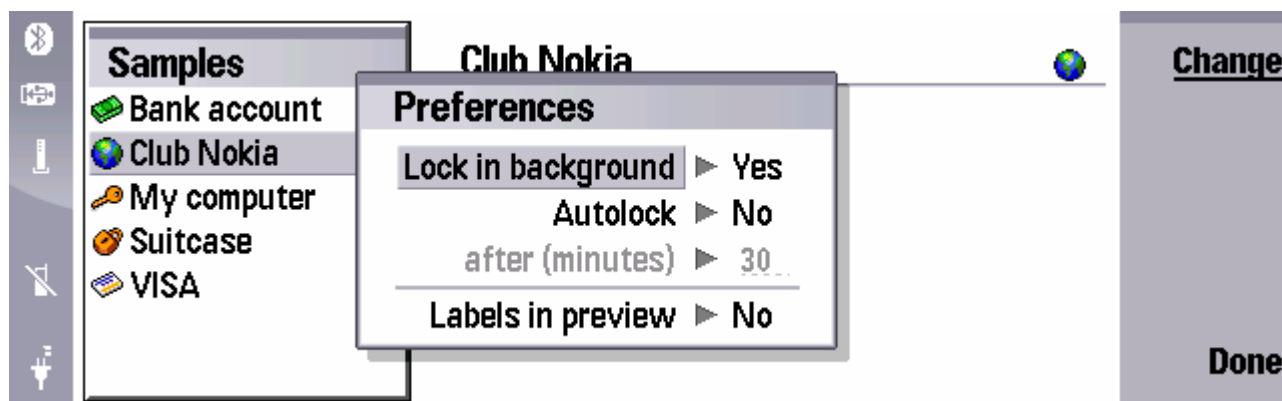 Samples
Bank account
Club Nokia
My computer
Suitcase
VISA
Club Nokia
Preferences
Lock in background Yes
Autolock No
after (minutes) 30
Labels in preview No
Change
Done